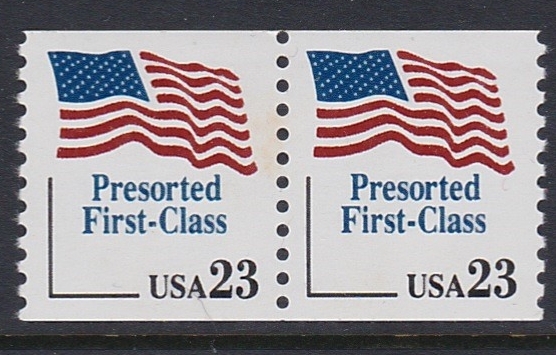 Presorted
First-Class
USA23
Presorted
First-Class
USA23